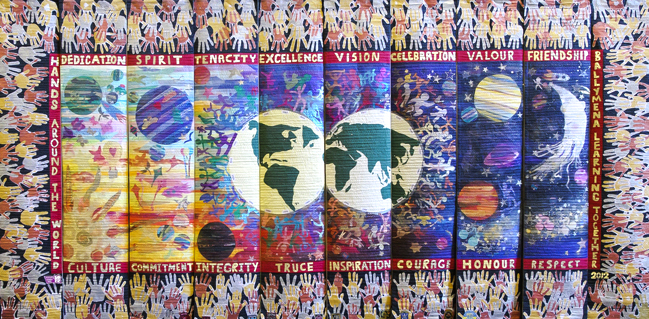 DEDICATION SPIRIT TENACITY EXCELLENCE VISION CELEBRATION VALOUR FRIENDSHIP
HANDS AROUND THE WORLD
BALLYMENA LEARNING TOGETHER
2012
CULTURE COMMITMENT INTEGRITY TRUCE INSPIRATION COURAGE HONOUR RESPECT